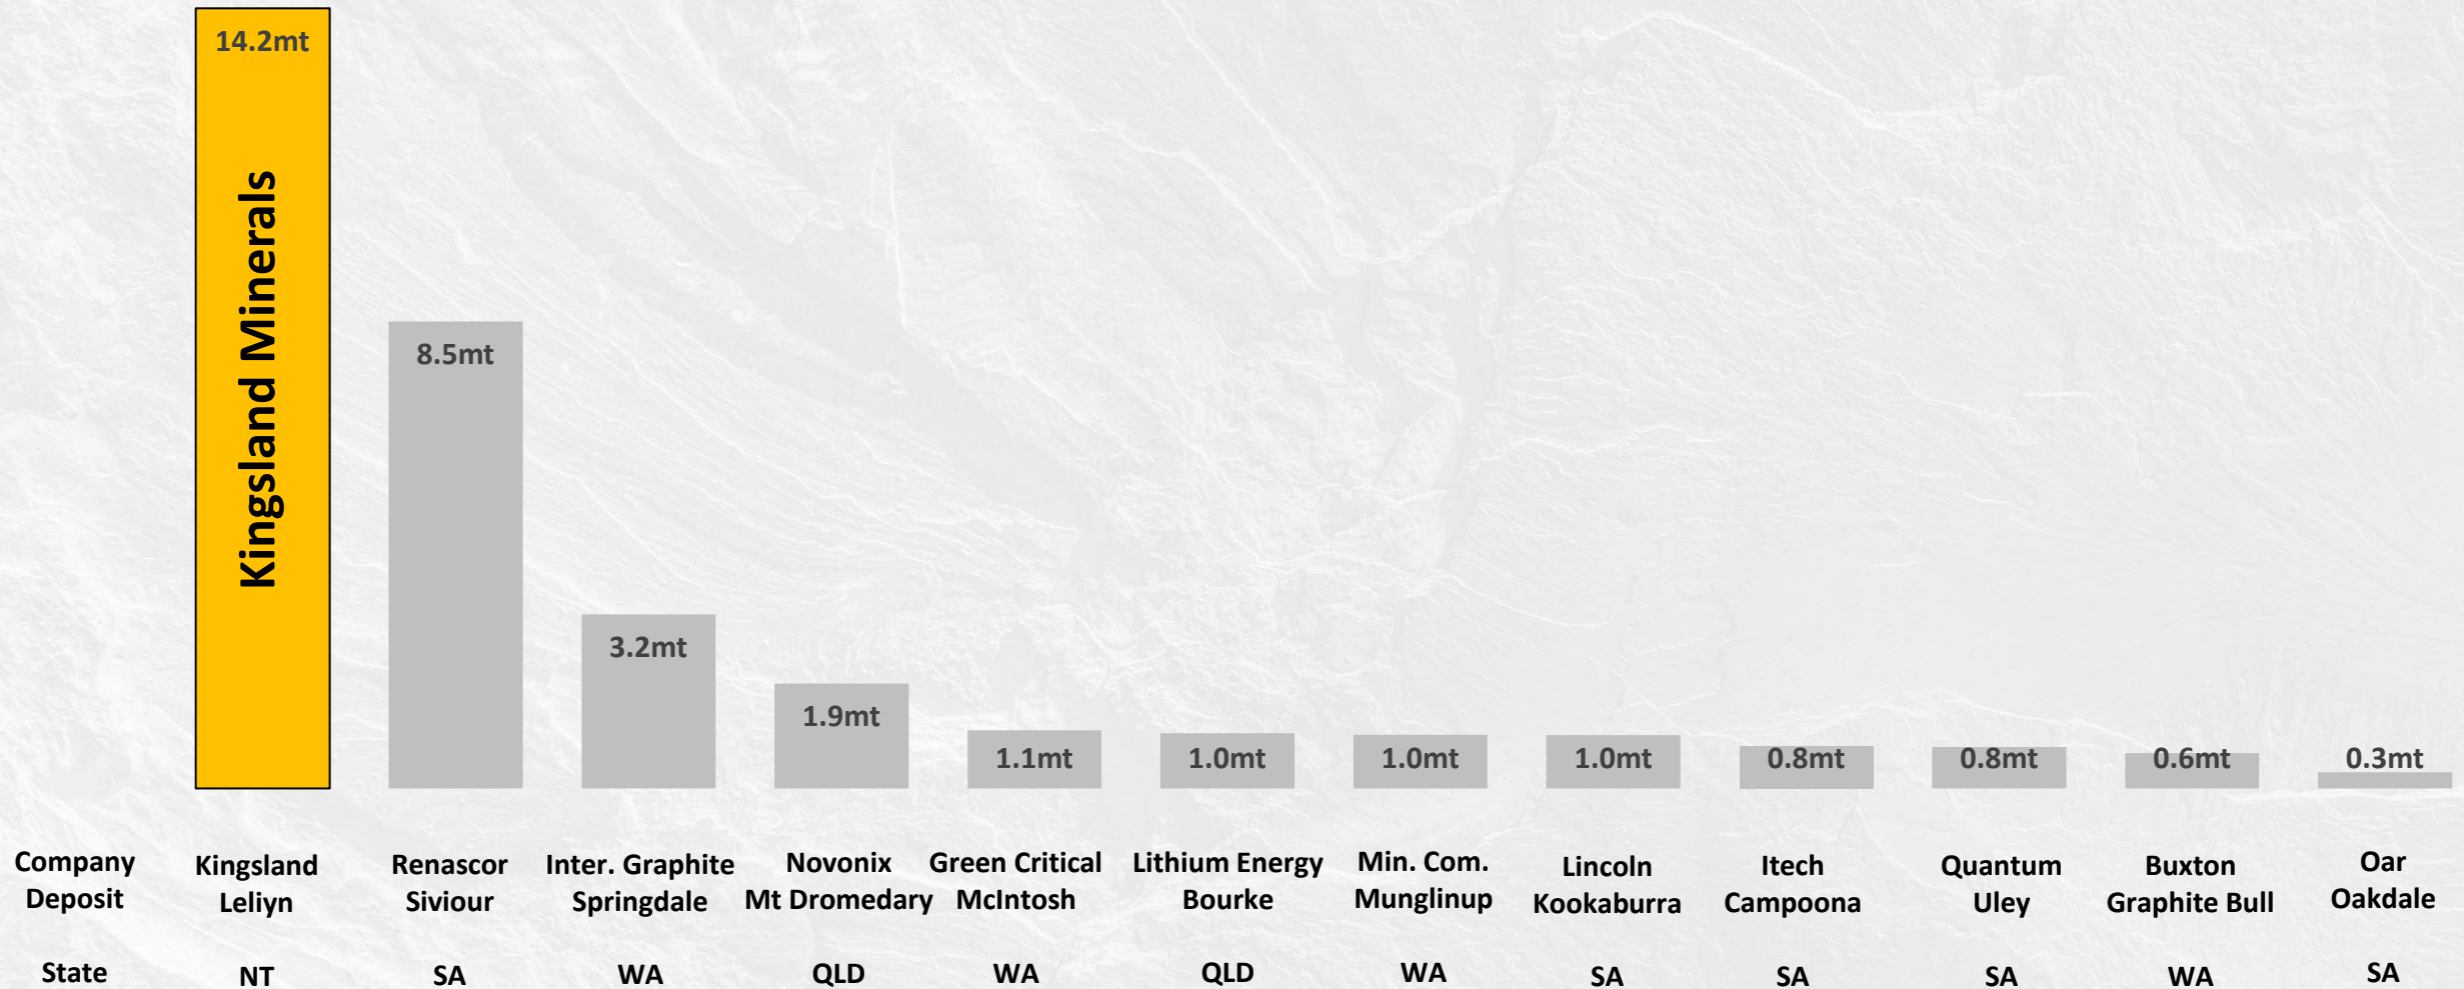 14.2mt
Kingsland Minerals
8.5mt
3.2mt
1.9mt
1.1mt
1.0mt
1.0mt
1.0mt
0.8mt
0.8mt
0.6mt
0.3mt
Company
Deposit
State
Kingsland
Leliyn
NT
Renascor
Siviour
SA
Inter. Graphite
Springdale
WA
Novonix
Mt Dromedary
QLD
Green Critical
McIntosh
WA
Lithium Energy
Bourke
QLD
Min. Com.
Munglinup
WA
Lincoln
Kookaburra
SA
Itech
Campoona
SA
Quantum
Uley
SA
Buxton
Graphite Bull
WA
Oar
Oakdale
SA